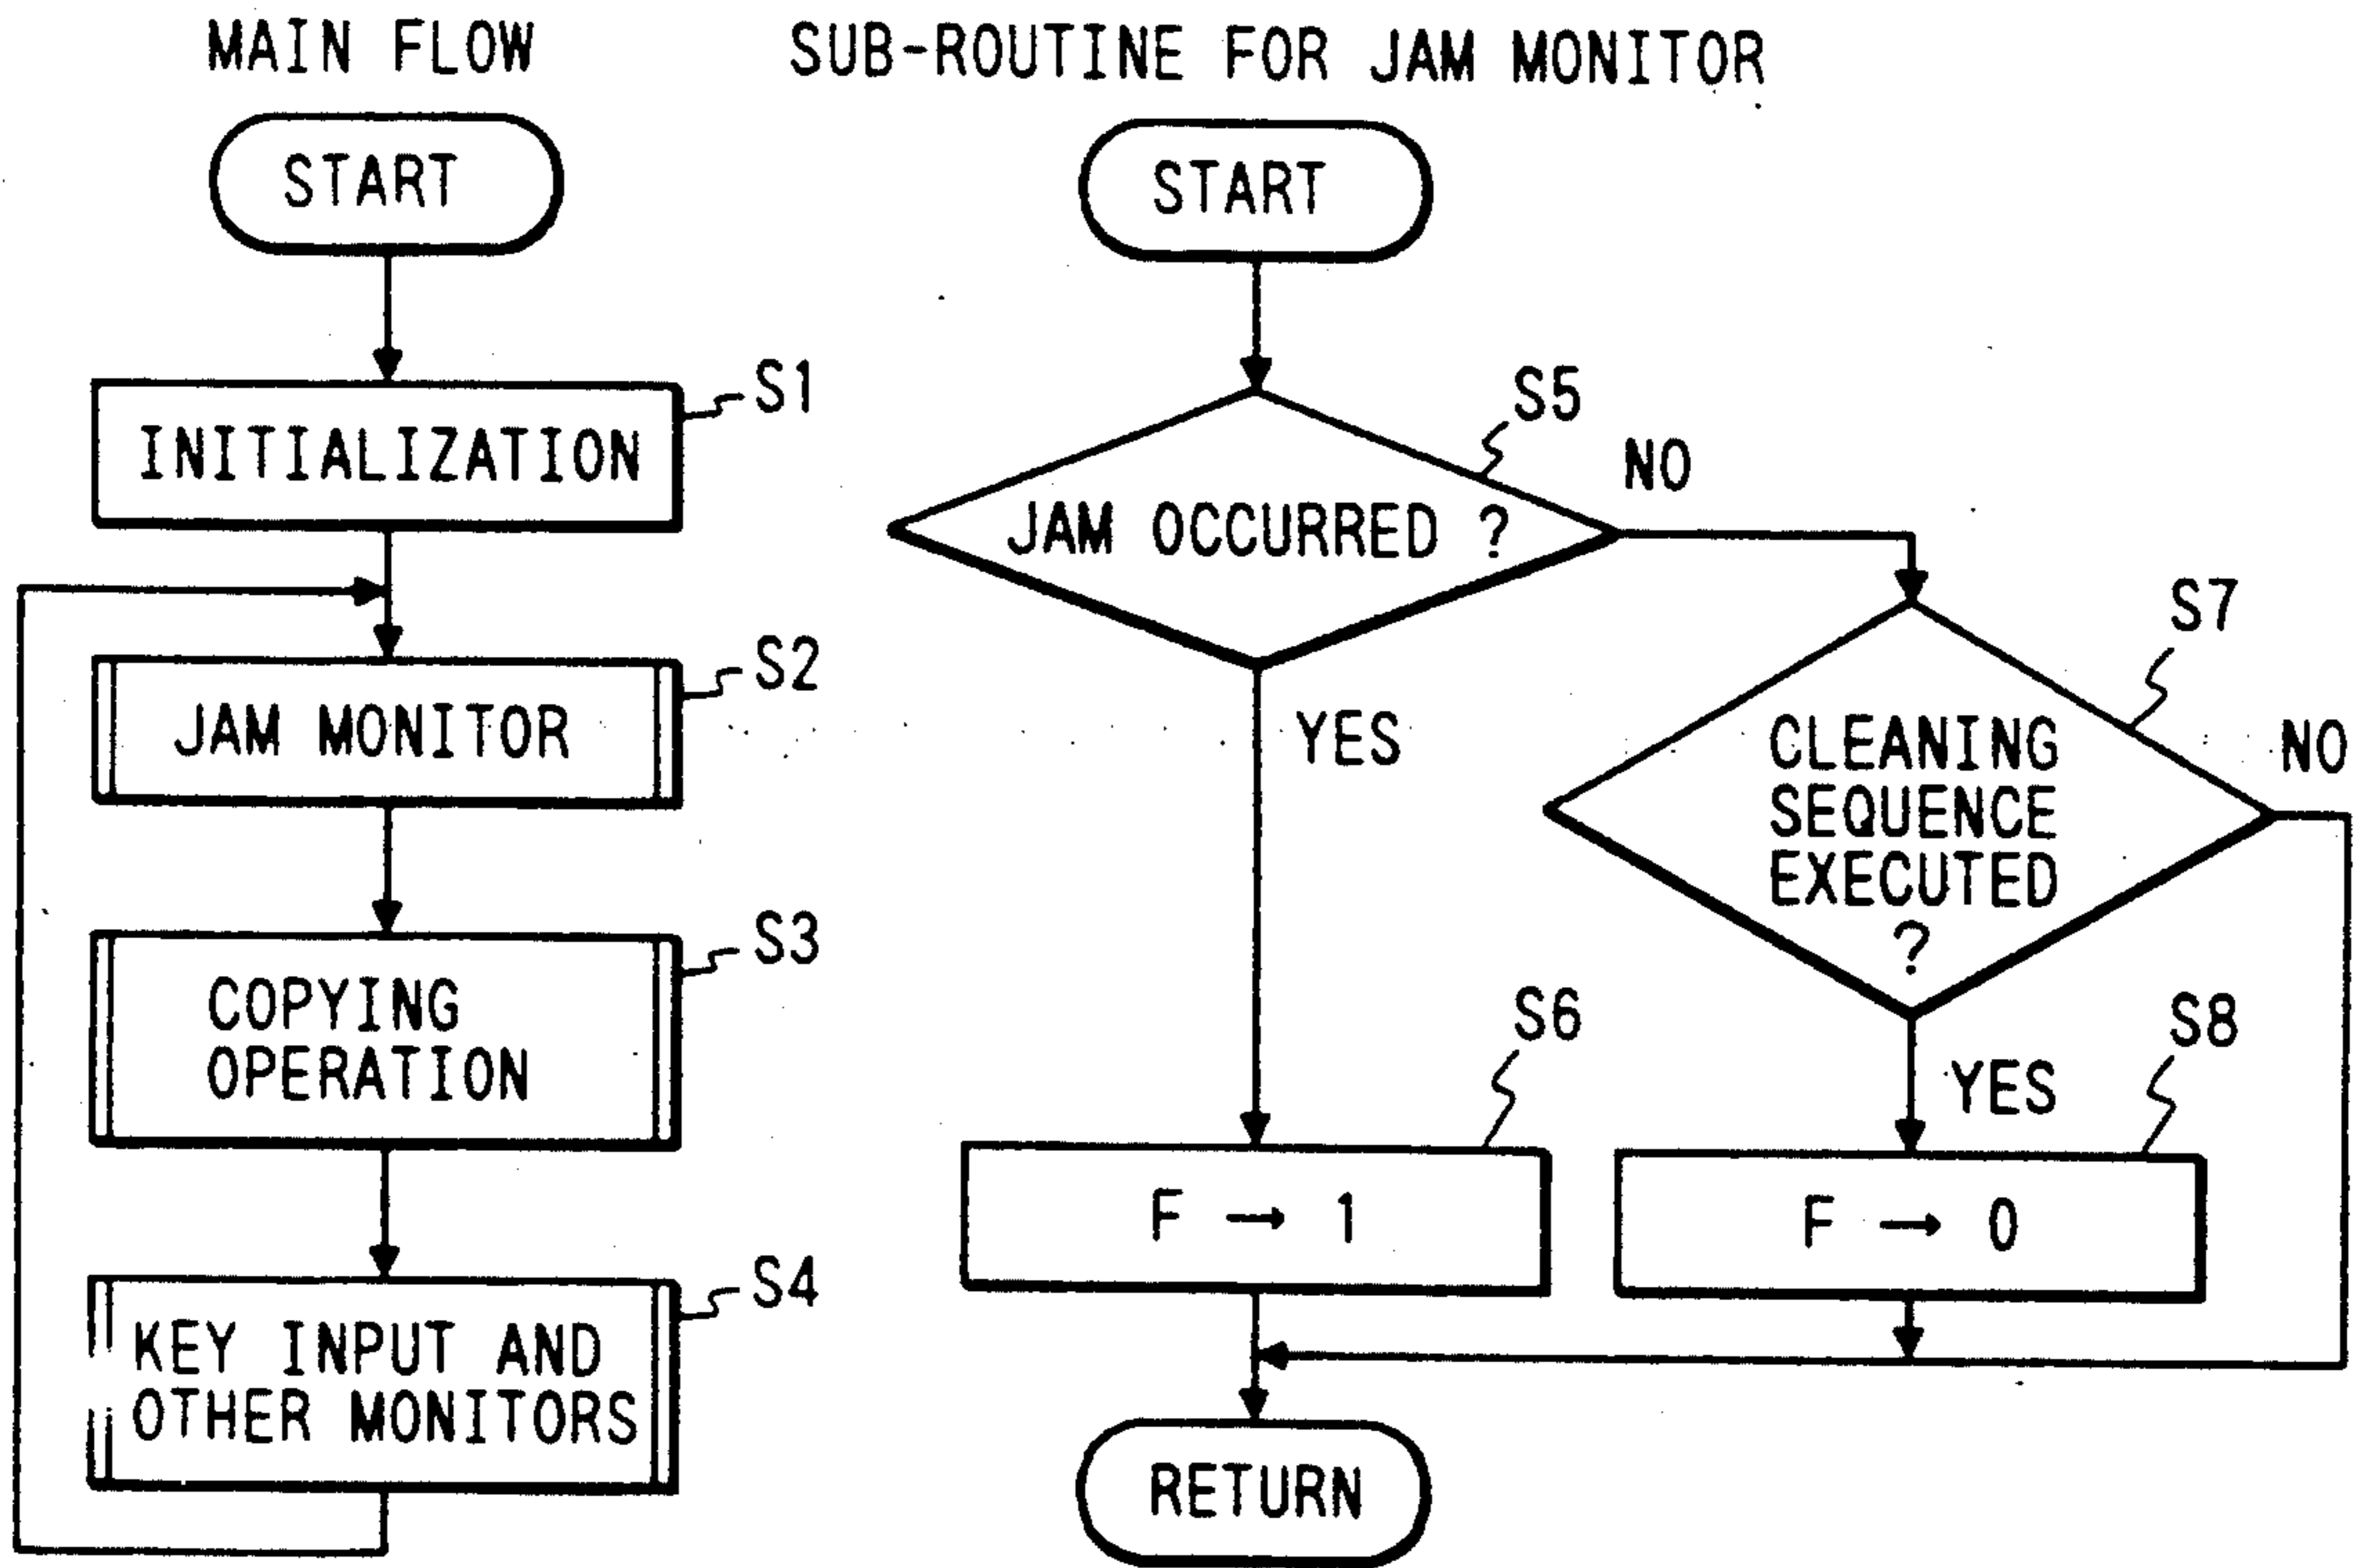 MAIN FLOW
START
INITIALIZATION
S1
JAM MONITOR
S2
COPYING
OPERATION
S3
KEY INPUT AND
OTHER MONITORS
S4
SUB-ROUTINE FOR JAM MONITOR
START
JAM OCCURRED ?
S5
NO
YES
CLEANING
SEQUENCE
EXECUTED
?
S7
NO
YES
F → 1
S6
F → 0
S8
RETURN